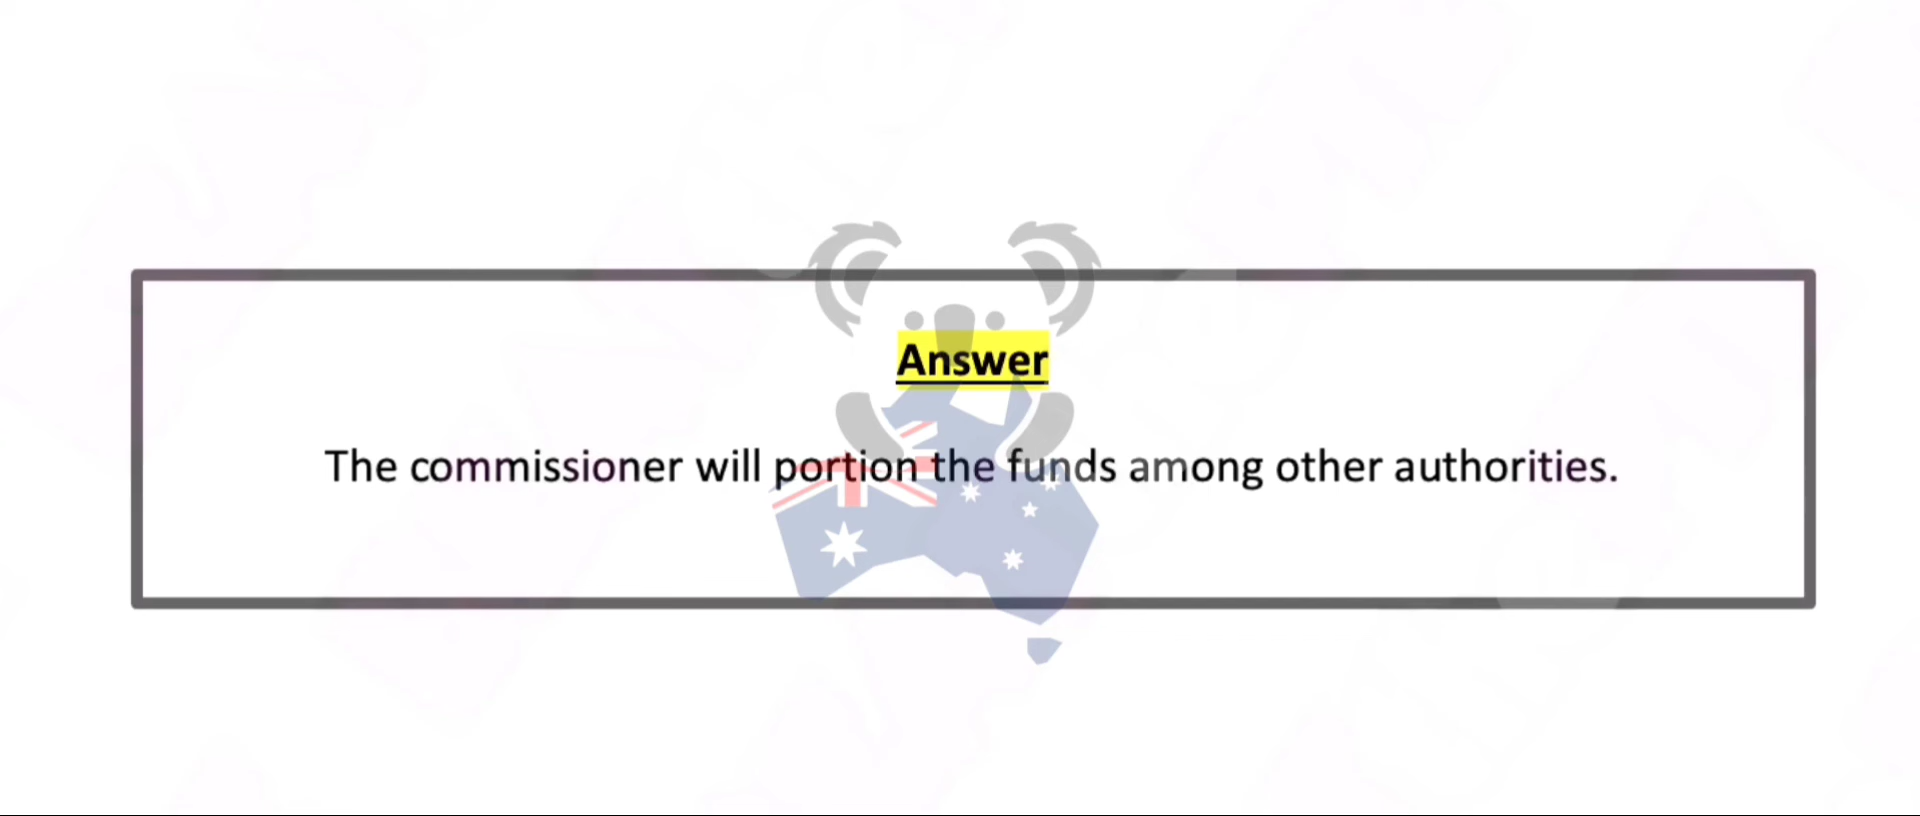 Answer
The commissioner will portion the funds among other authorities.